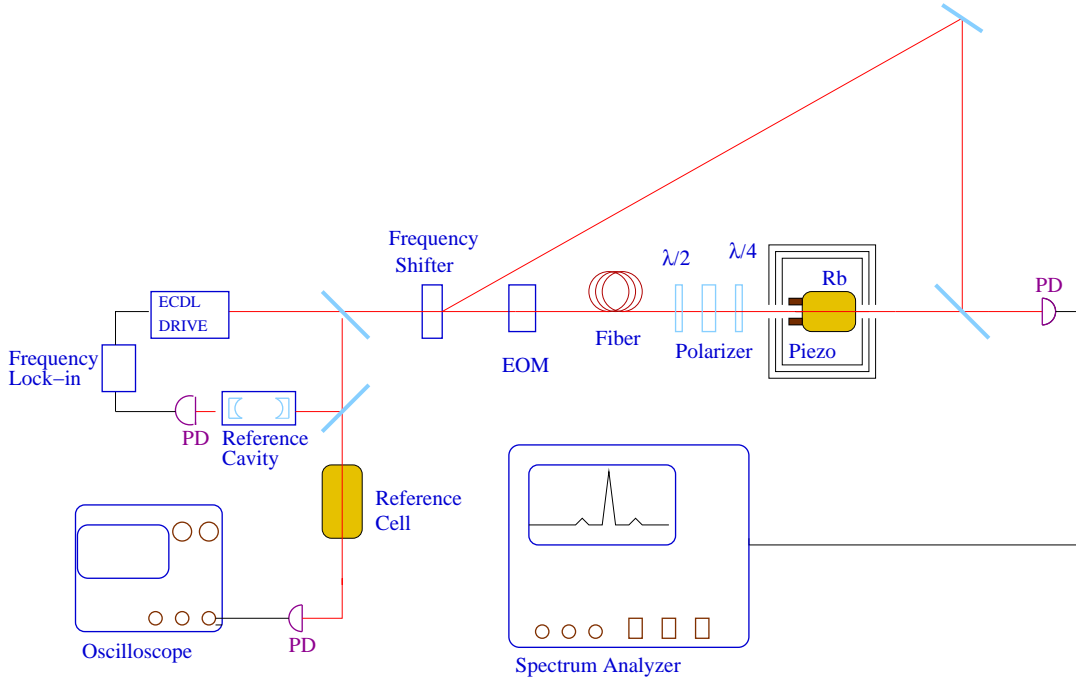 Frequency
Shifter
λ/2
λ/4
Rb
PD
ECDL
DRIVE
Fiber
Polarizer
Piezo
EOM
Frequency
Lock-in
PD
Reference
Cavity
Reference
Cell
PD
Oscilloscope
Spectrum Analyzer